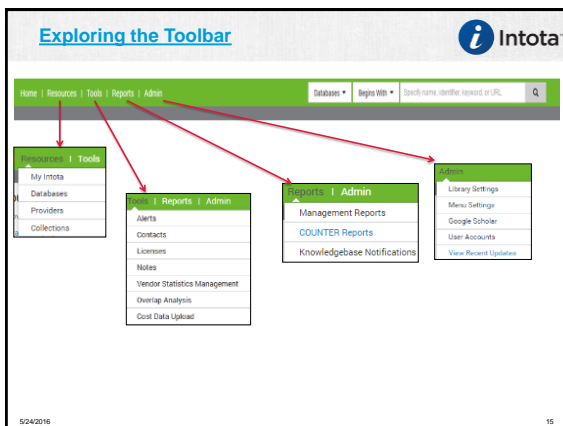 Exploring the Toolbar
i Intota
Home | Resources | Tools | Reports | Admin
Databases Begins With Specify name, identifier, keyword, or URL
Resources | Tools
My Intota
Databases
Providers
Collections
Tools | Reports | Admin
Alerts
Contacts
Licenses
Notes
Vendor Statistics Management
Overlap Analysis
Cost Data Upload
Reports | Admin
Management Reports
COUNTER Reports
Knowledgebase Notifications
Admin
Library Settings
Menu Settings
Google Scholar
User Accounts
View Recent Updates
5/24/2016
15